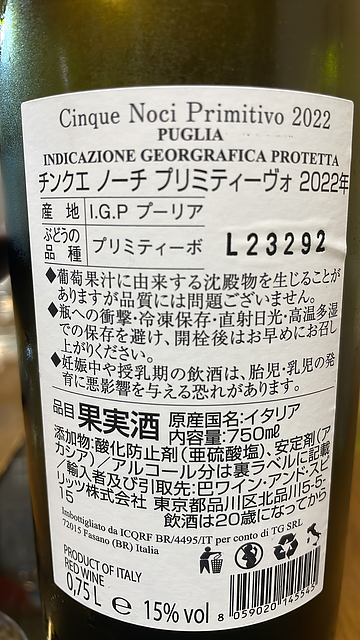 Cinque Noci Primitivo 2022
PUGLIA
INDICAZIONE GEORGRAFICA PROTETTA
チンクエ ノーチ プリミティーヴォ 2022年
産地 I.G.P プーリア
ぶどうの品種 プリミティーボ
L23292
◆葡萄果汁に由来する沈殿物を生じることが
ありますが品質には問題ございません。
◆瓶への衝撃・冷凍保存・直射日光・高温多湿
での保存を避け、開栓後はお早めにお召し
上がりください。
◆妊娠中や授乳期の飲酒は、胎児・乳児の発
育に悪影響を与える恐れがあります。
品目 果実酒 原産国名:イタリア
内容量:750㎖
添加物:酸化防止剤(亜硫酸塩)、安定剤(ア
カシア)/アルコール分は裏ラベルに記載
/輸入者及び引取先:巴ワイン・アンド・スピ
リッツ株式会社 東京都品川区北品川5-5-
15
飲酒は20歳になってから
Imbottigliato da ICQRF BR/4495/IT per conto di TG SRL
72015 Fasano (BR) Italia
PRODUCT OF ITALY
RED WINE
0,75 L ℮ 15% vol
8 059020 145545